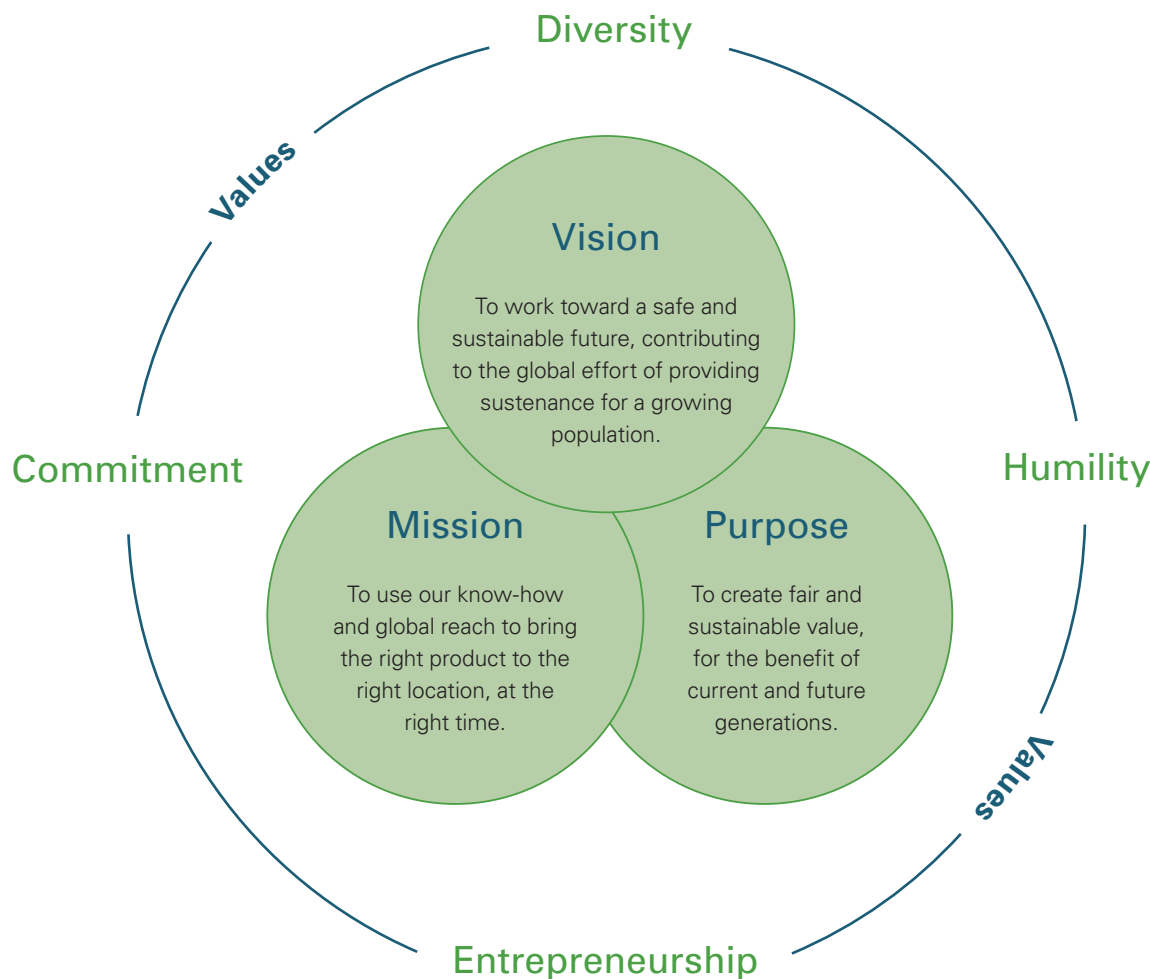 Diversity
Values
Vision
To work toward a safe and
sustainable future, contributing
to the global effort of providing
sustenance for a growing
population.
Commitment
Humility
Mission
To use our know-how
and global reach to bring
the right product to the
right location, at the
right time.
Purpose
To create fair and
sustainable value,
for the benefit of
current and future
generations.
Values
Entrepreneurship